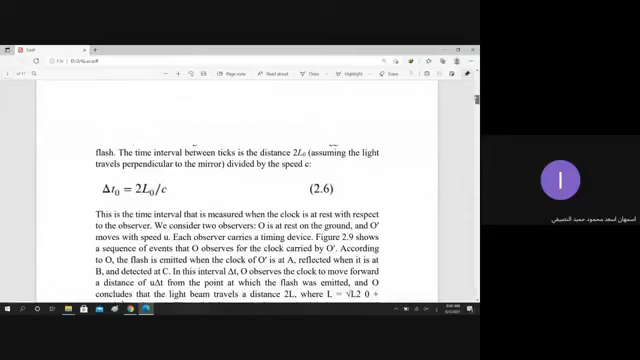 Page view
Read aloud
Draw
Highlight
Erase
flash. The time interval between ticks is the distance 2L₀ (assuming the light
travels perpendicular to the mirror) divided by the speed c:
Δt₀ = 2L₀/c (2.6)
This is the time interval that is measured when the clock is at rest with respect
to the observer. We consider two observers: O is at rest on the ground, and O′
moves with speed u. Each observer carries a timing device. Figure 2.9 shows
a sequence of events that O observes for the clock carried by O′.
According to O, the flash is emitted when the clock of O′ is at A, reflected when it is at
B, and detected at C. In this interval Δt, O observes the clock to move forward
a distance of uΔt from the point at which the flash was emitted, and O
concludes that the light beam travels a distance 2L, where L = √L2 0 +
I
اسمهان اسعد محمود حميد النصيفي